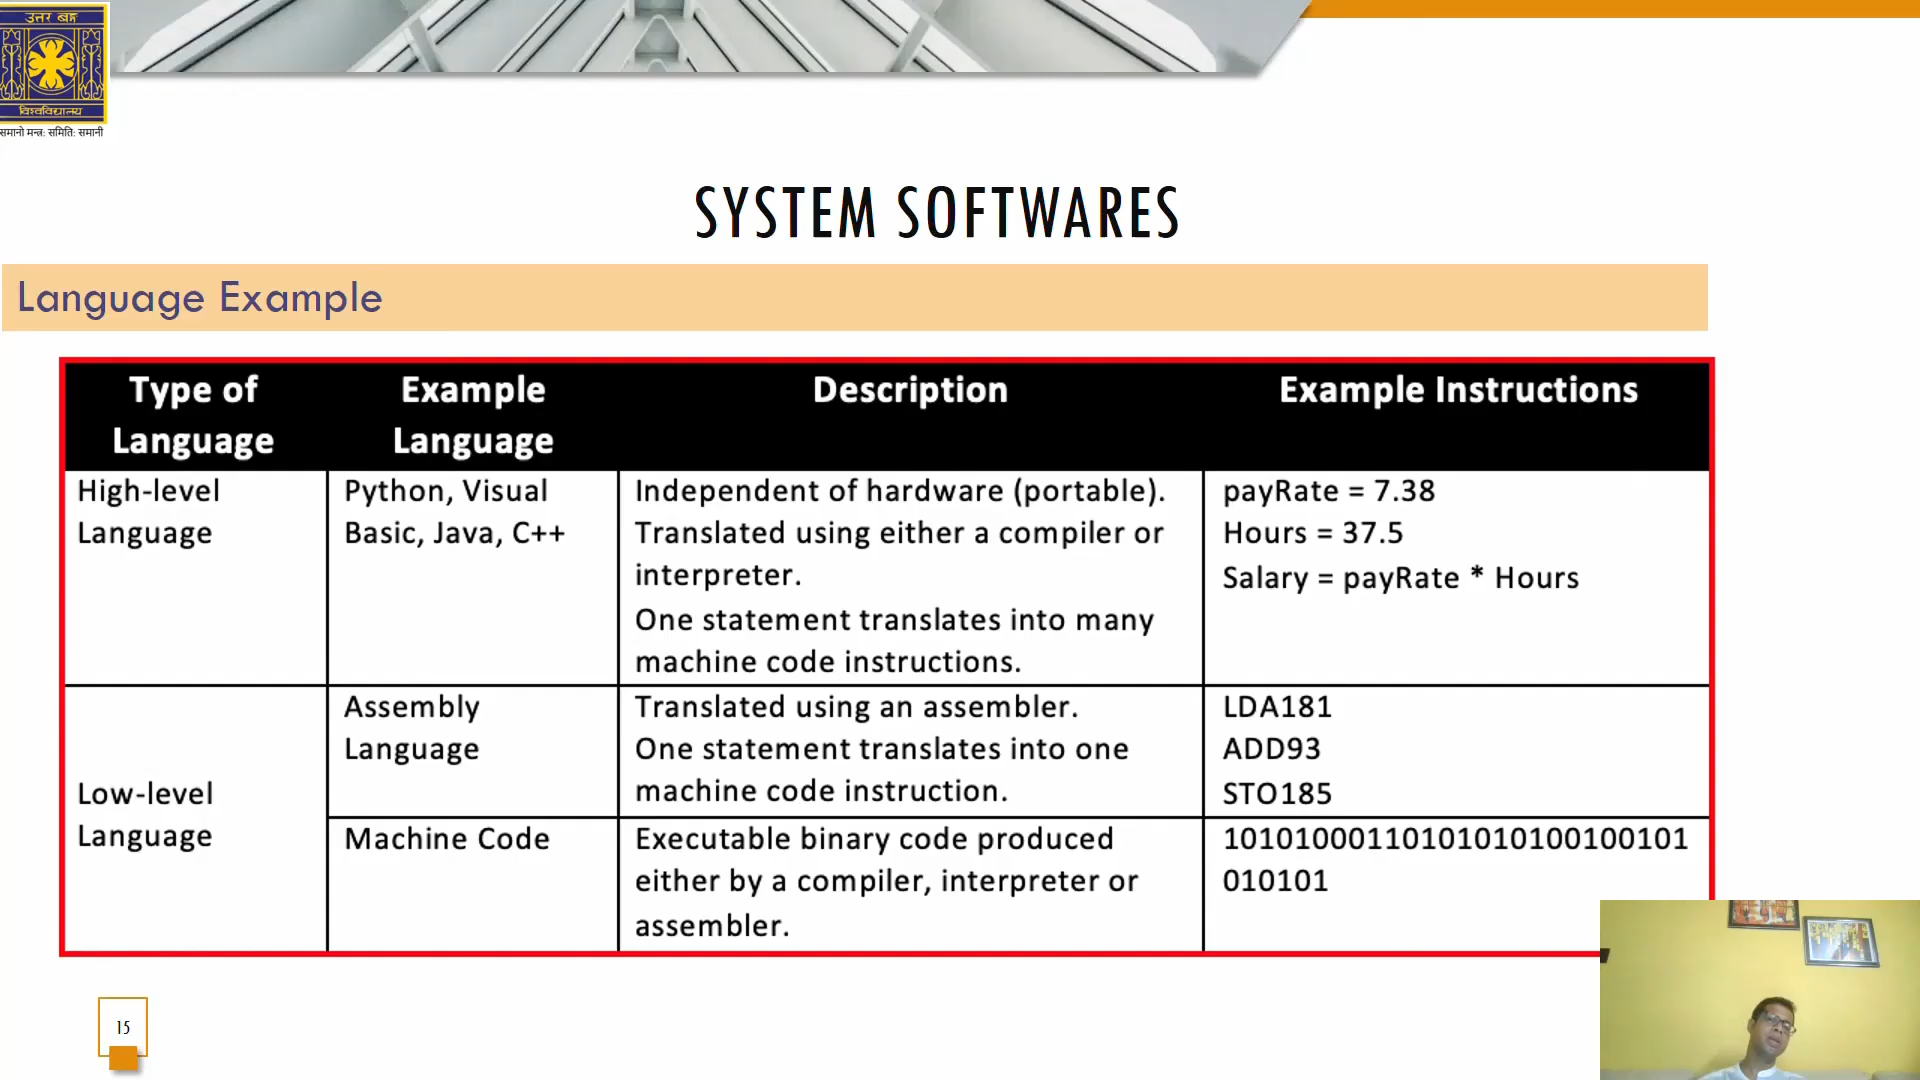 उत्तर बङ्ग
विश्वविद्यालय
समानो मन्त्र: समिति: समानी
SYSTEM SOFTWARES
Language Example
Type of Language
Example Language
Description
Example Instructions
High-level
Language
Python, Visual
Basic, Java, C++
Independent of hardware (portable).
Translated using either a compiler or
interpreter.
One statement translates into many
machine code instructions.
payRate = 7.38
Hours = 37.5
Salary = payRate * Hours
Low-level
Language
Assembly
Language
Translated using an assembler.
One statement translates into one
machine code instruction.
LDA181
ADD93
STO185
Machine Code
Executable binary code produced
either by a compiler, interpreter or
assembler.
10101000110101010100100101
010101
15